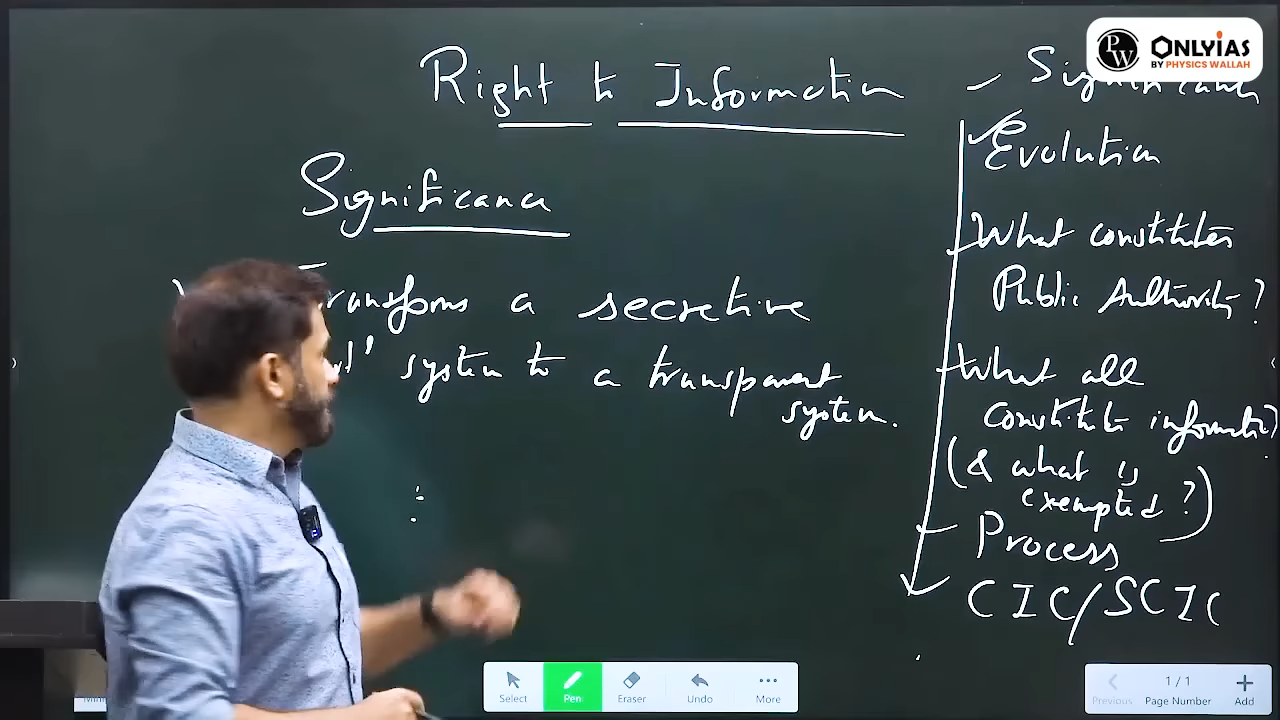 Right to Information
Significance
Transforms a secretive
system to a transparent
system.
Evolution
What constitutes
Public Authority?
What all
Constitute information?
(& what is
exempted?)
Process
CIC/SCIC
PW
ONLYIAS
BY PHYSICS WALLAH
Select
Pen
Eraser
Undo
More
Previous
1/1
Page Number
Add